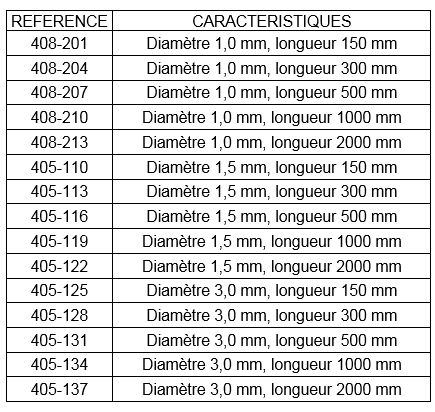 REFERENCE CARACTERISTIQUES
408-201 Diamètre 1,0 mm, longueur 150 mm
408-204 Diamètre 1,0 mm, longueur 300 mm
408-207 Diamètre 1,0 mm, longueur 500 mm
408-210 Diamètre 1,0 mm, longueur 1000 mm
408-213 Diamètre 1,0 mm, longueur 2000 mm
405-110 Diamètre 1,5 mm, longueur 150 mm
405-113 Diamètre 1,5 mm, longueur 300 mm
405-116 Diamètre 1,5 mm, longueur 500 mm
405-119 Diamètre 1,5 mm, longueur 1000 mm
405-122 Diamètre 1,5 mm, longueur 2000 mm
405-125 Diamètre 3,0 mm, longueur 150 mm
405-128 Diamètre 3,0 mm, longueur 300 mm
405-131 Diamètre 3,0 mm, longueur 500 mm
405-134 Diamètre 3,0 mm, longueur 1000 mm
405-137 Diamètre 3,0 mm, longueur 2000 mm